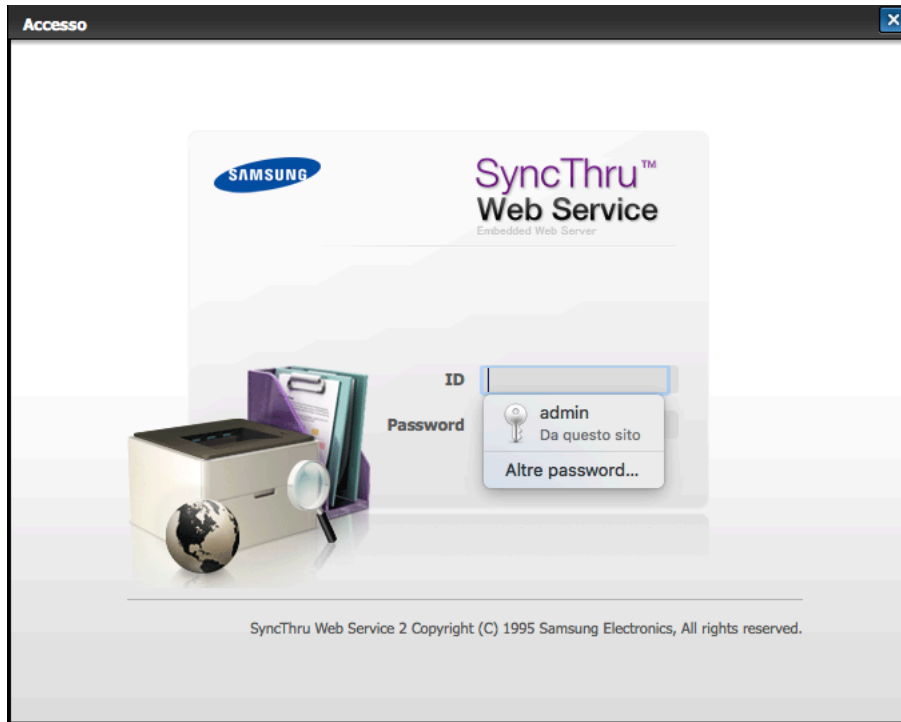 Accesso
SAMSUNG
SyncThru™
Web Service
Embedded Web Server
ID
admin
Password
Da questo sito
Altre password...
SyncThru Web Service 2 Copyright (C) 1995 Samsung Electronics, All rights reserved.